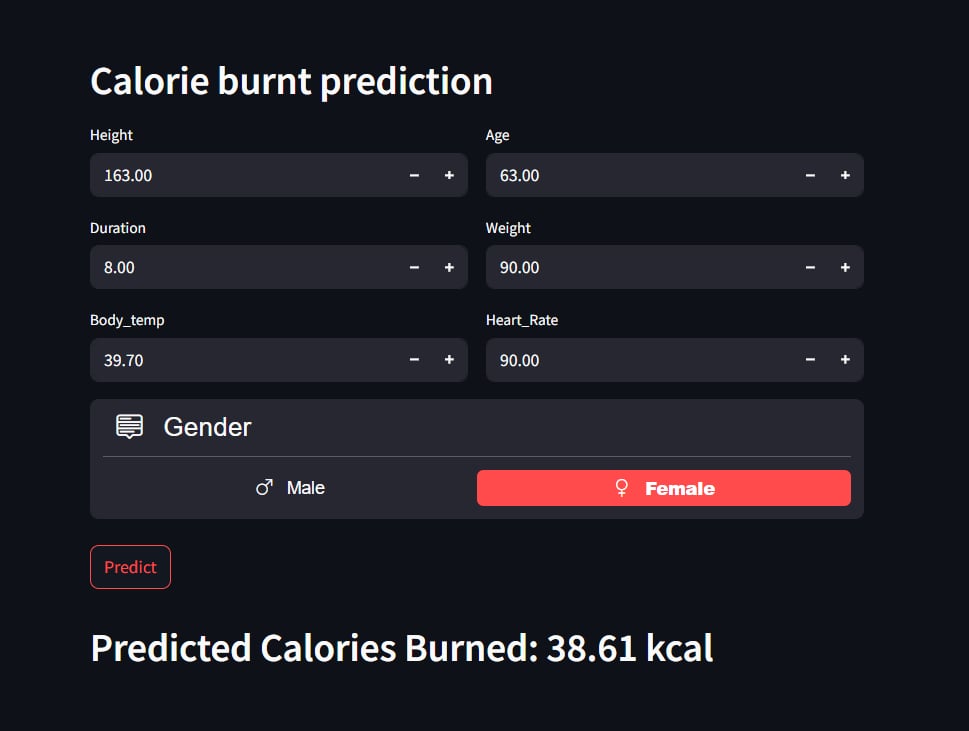 Calorie burnt prediction
Height
Age
163.00
63.00
Duration
Weight
8.00
90.00
Body_temp
Heart_Rate
39.70
90.00
Gender
Male
Female
Predict
Predicted Calories Burned: 38.61 kcal